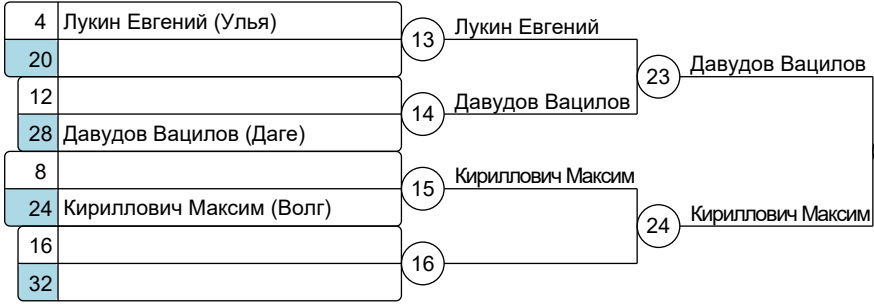 4 Лукин Евгений (Улья)
20
12
28 Давудов Вацилов (Даге)
8
24 Кириллович Максим (Волг)
16
32
13 Лукин Евгений
14 Давудов Вацилов
15 Кириллович Максим
16
23 Давудов Вацилов
24 Кириллович Максим